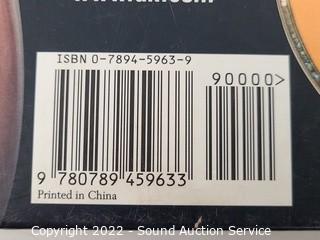 ISBN 0-7894-5963-9
90000>
9 780789 459633
Printed in China
Copyright 2022 - Sound Auction Service